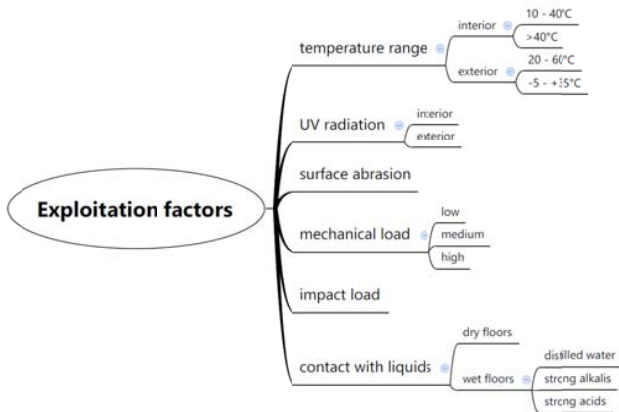 Exploitation factors
temperature range
interior
10 - 40°C
>40°C
exterior
20 - 60°C
-5 - +35°C
UV radiation
interior
exterior
surface abrasion
mechanical load
low
medium
high
impact load
contact with liquids
dry floors
wet floors
distilled water
strong alkalis
strong acids